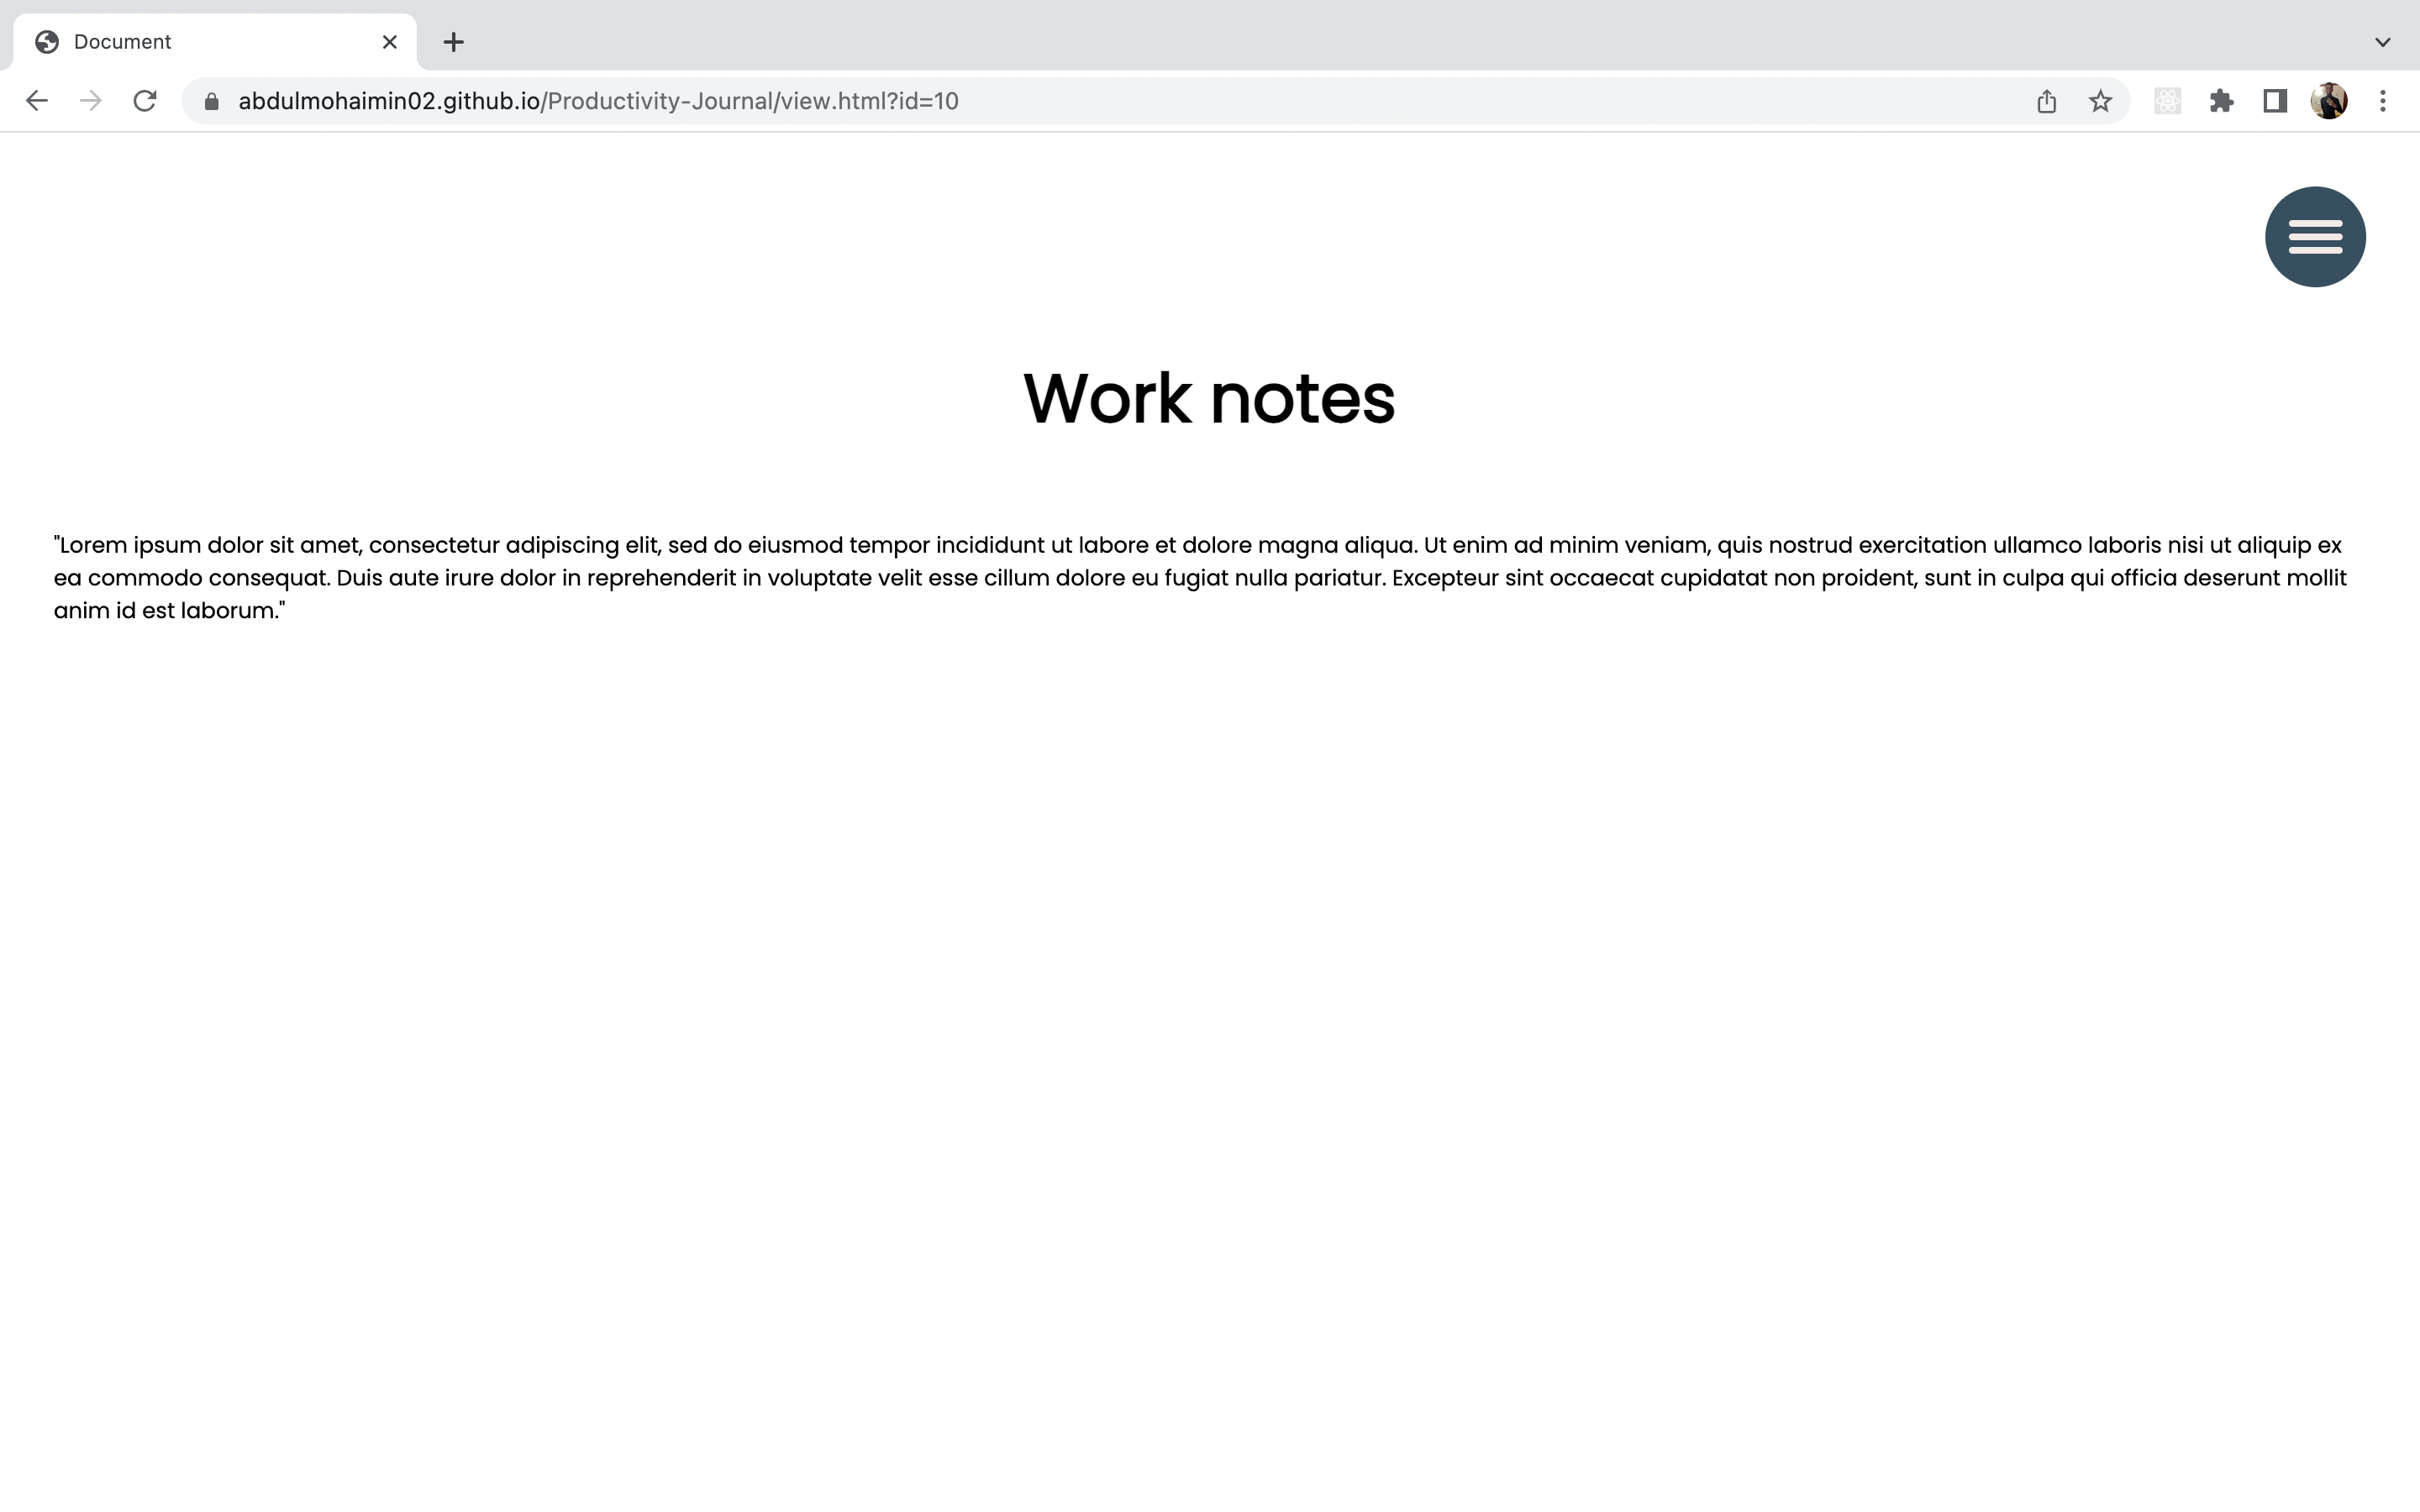 Document
abdulmohaimin02.github.io/Productivity-Journal/view.html?id=10
Work notes
"Lorem ipsum dolor sit amet, consectetur adipiscing elit, sed do eiusmod tempor incididunt ut labore et dolore magna aliqua. Ut enim ad minim veniam, quis nostrud exercitation ullamco laboris nisi ut aliquip ex
ea commodo consequat. Duis aute irure dolor in reprehenderit in voluptate velit esse cillum dolore eu fugiat nulla pariatur. Excepteur sint occaecat cupidatat non proident, sunt in culpa qui officia deserunt mollit
anim id est laborum."